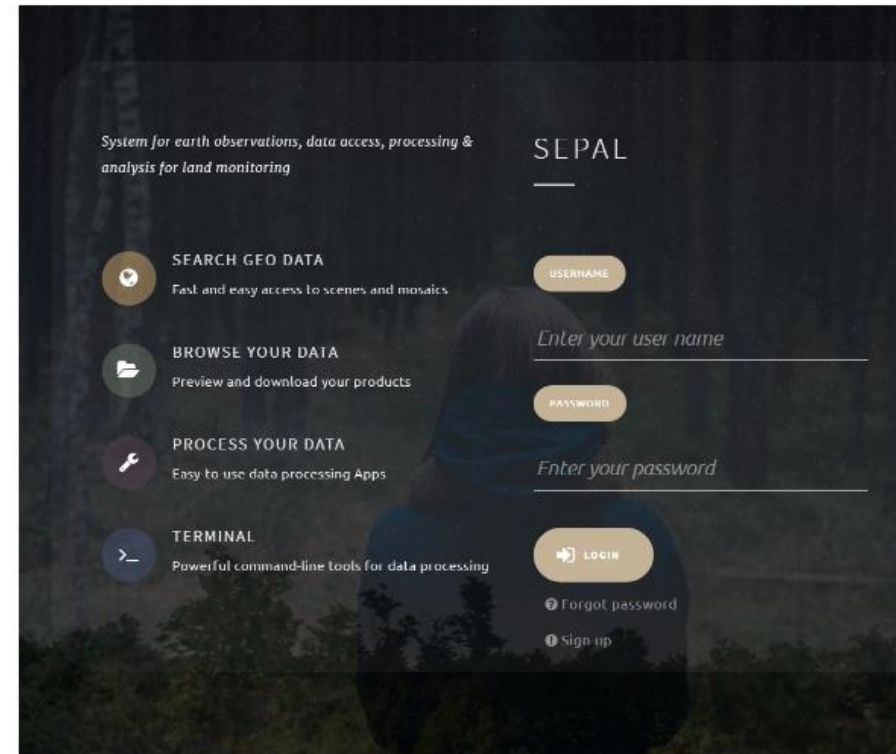 System for earth observations, data access, processing &
analysis for land monitoring
SEARCH GEO DATA
Fast and easy access to scenes and mosaics
BROWSE YOUR DATA
Preview and download your products
PROCESS YOUR DATA
Easy to use data processing Apps
TERMINAL
Powerful command-line tools for data processing
SEPAL
USERNAME
Enter your user name
PASSWORD
Enter your password
LOGIN
Forgot password
Sign up